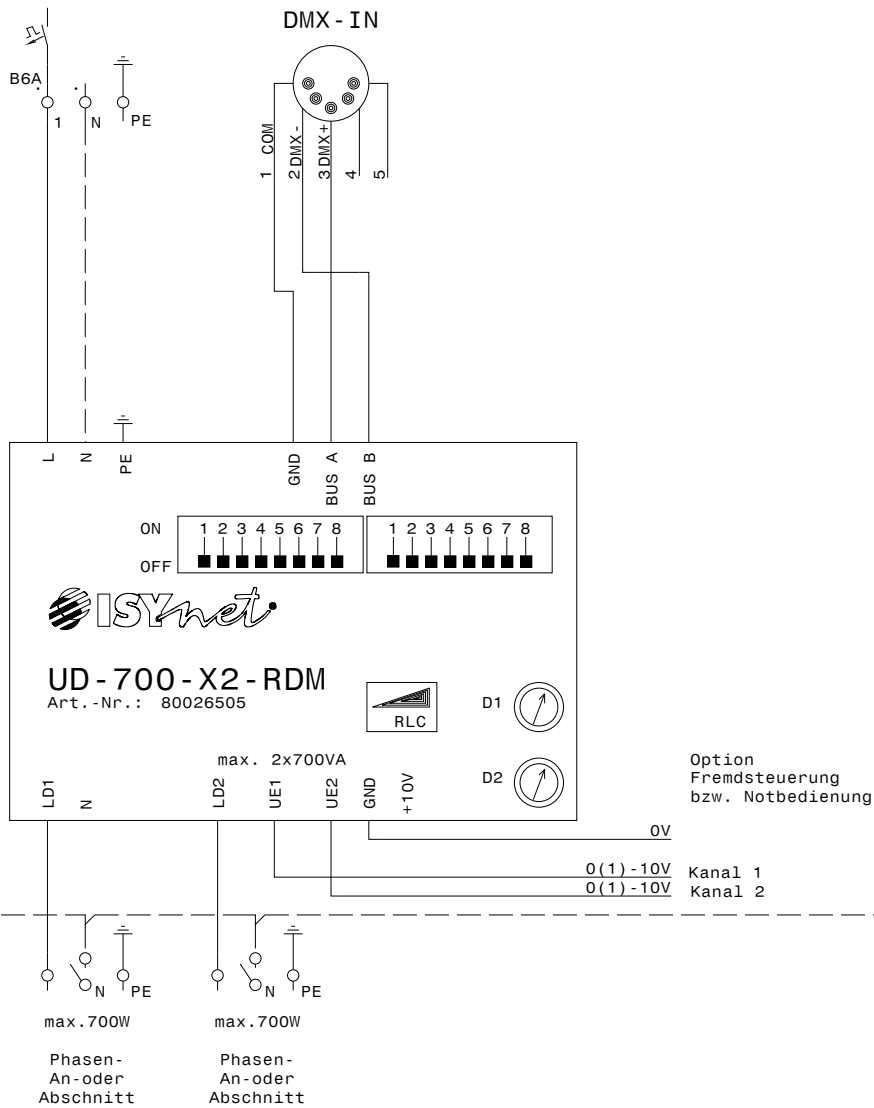 DMX-IN
B6A
1
N
PE
1 COM
2 DMX-
3 DMX+
4
5
L
N
PE
GND
BUS A
BUS B
ON
1 2 3 4 5 6 7 8
1 2 3 4 5 6 7 8
OFF
ISYnet
UD-700-X2-RDM
Art.-Nr.: 80026505
RLC
D1
D2
max. 2x700VA
LD1
N
LD2
UE1
UE2
GND
+10V
Option
Fremdsteuerung
bzw. Notbedienung
0V
0(1)-10V Kanal 1
0(1)-10V Kanal 2
N
PE
N
PE
max.700W
max.700W
Phasen-
An-oder
Abschnitt
Phasen-
An-oder
Abschnitt